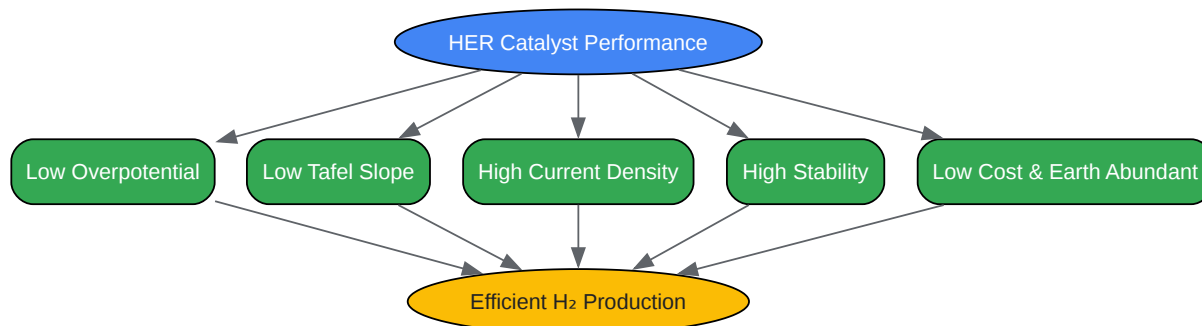 HER Catalyst Performance
Low Overpotential
Low Tafel Slope
High Current Density
High Stability
Low Cost & Earth Abundant
Efficient H₂ Production